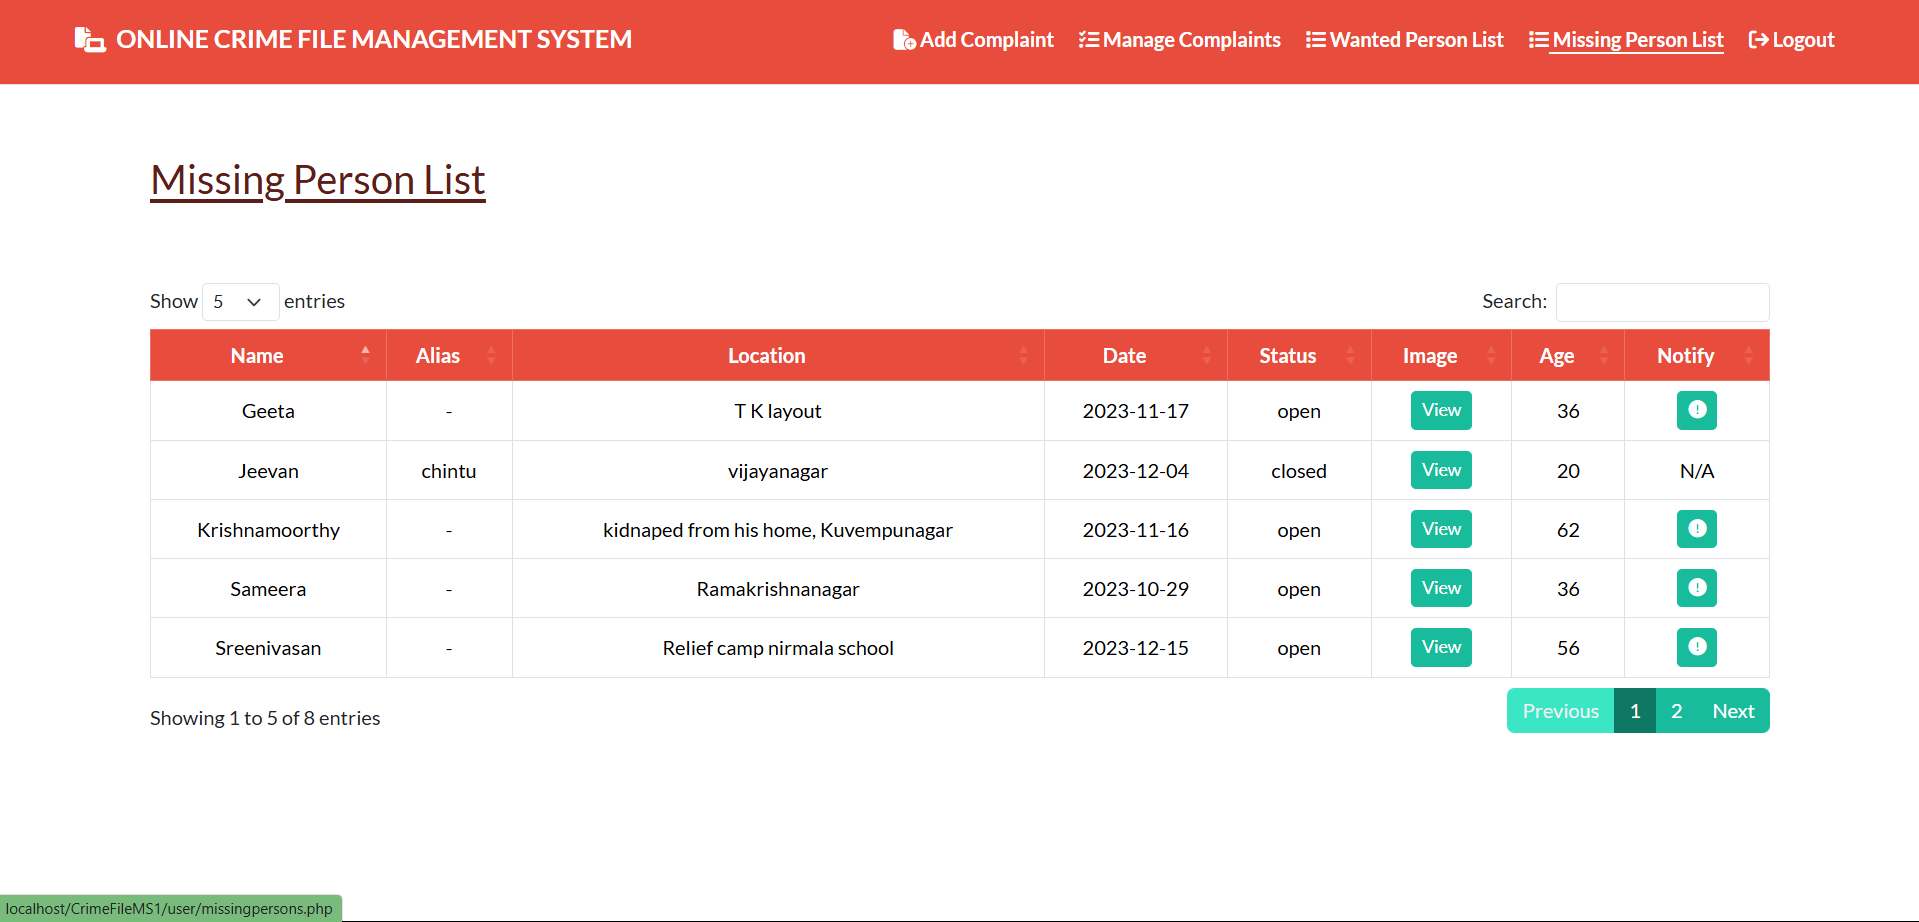 ONLINE CRIME FILE MANAGEMENT SYSTEM Add Complaint Manage Complaints Wanted Person List Missing Person List Logout
Missing Person List
Show 5 entries Search:
Name Alias Location Date Status Image Age Notify
Geeta - T K layout 2023-11-17 open View 36
Jeevan chintu vijayanagar 2023-12-04 closed View 20 N/A
Krishnamoorthy - kidnaped from his home, Kuvempunagar 2023-11-16 open View 62
Sameera - Ramakrishnanagar 2023-10-29 open View 36
Sreenivasan - Relief camp nirmala school 2023-12-15 open View 56
Showing 1 to 5 of 8 entries Previous 1 2 Next
localhost/CrimeFileMS1/user/missingpersons.php